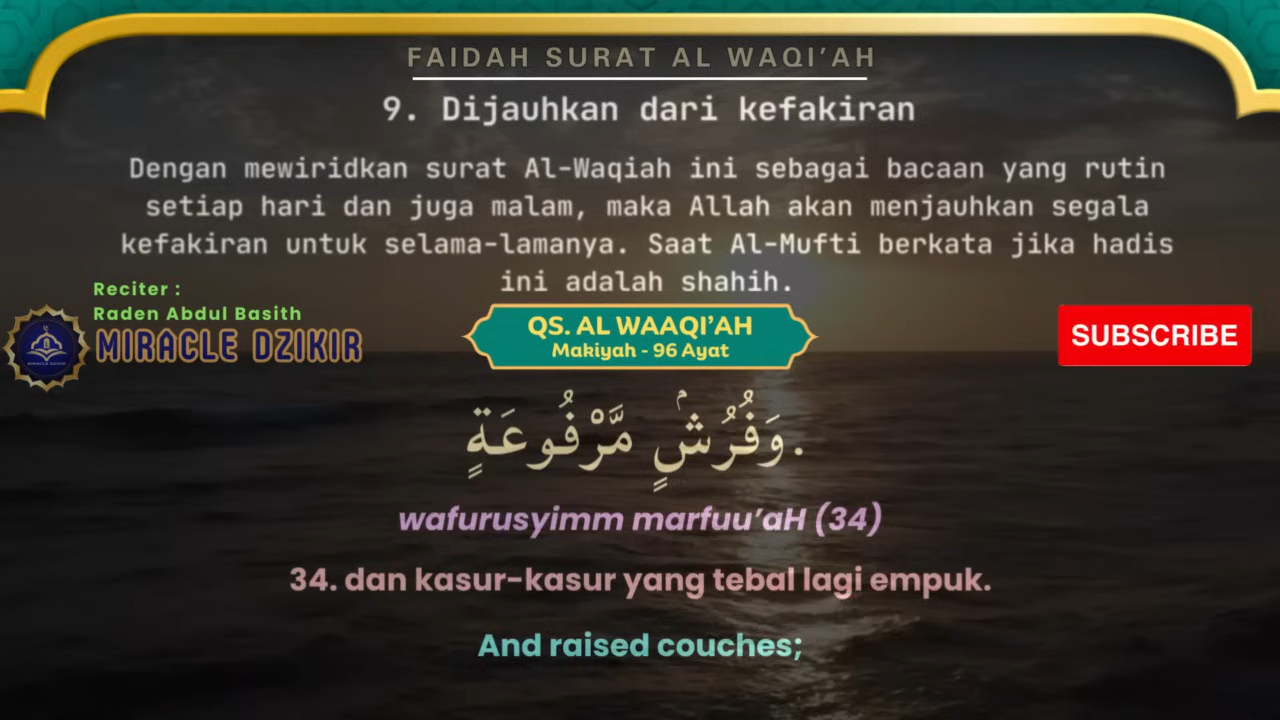 FAIDAH SURAT AL WAQI'AH
9. Dijauhkan dari kefakiran
Dengan mewiridkan surat Al-Waqiah ini sebagai bacaan yang rutin
setiap hari dan juga malam, maka Allah akan menjauhkan segala
kefakiran untuk selama-lamanya. Saat Al-Mufti berkata jika hadis
ini adalah shahih.
Reciter :
Raden Abdul Basith
MIRACLE DZIKIR
QS. AL WAAQI'AH
Makiyah - 96 Ayat
SUBSCRIBE
وَفُرُشٍۢ مَّرْفُوعَةٍ.
wafurusyimm marfuu'aH (34)
34. dan kasur-kasur yang tebal lagi empuk.
And raised couches;